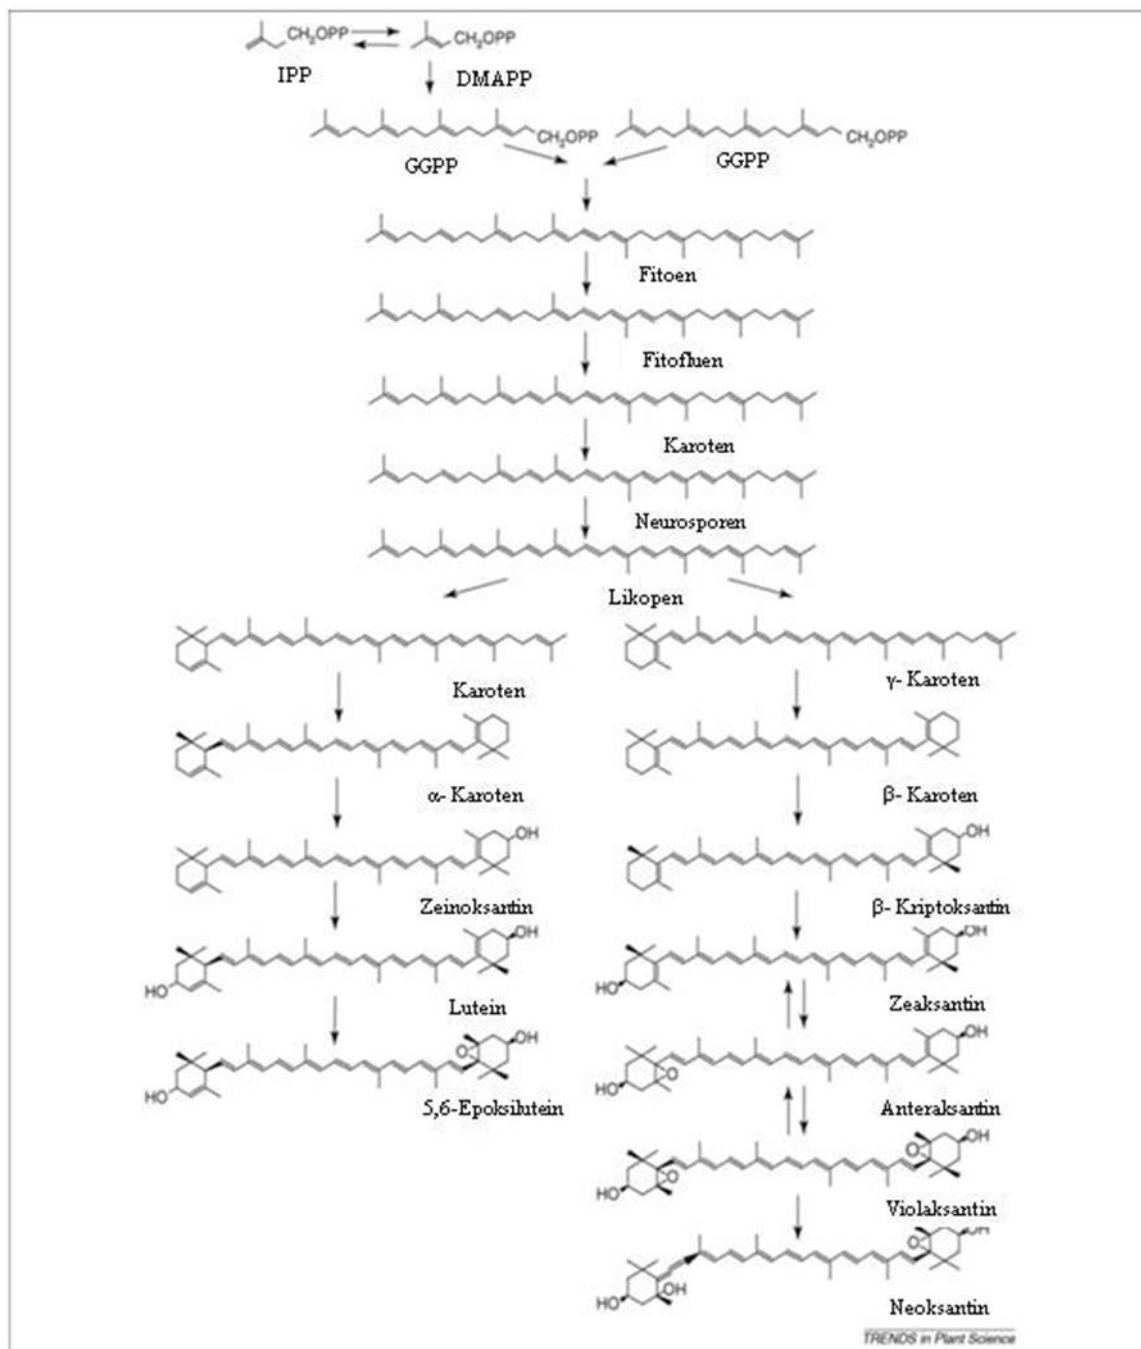 CH₂OPP
CH₂OPP
IPP
DMAPP
CH₂OPP
CH₂OPP
GGPP
GGPP
Fitoen
Fitofluen
Karoten
Neurosporen
Likopen
Karoten
γ- Karoten
α- Karoten
β- Karoten
OH
OH
Zeinoksantin
β- Kriptoksantin
OH
OH
HO
HO
Lutein
Zeaksantin
O
OH
OH
HO
HO
O
5,6-Epoksilutein
Anteraksantin
O
OH
HO
O
Violaksantin
O
OH
HO
OH
Neoksantin
TRENDS in Plant Science